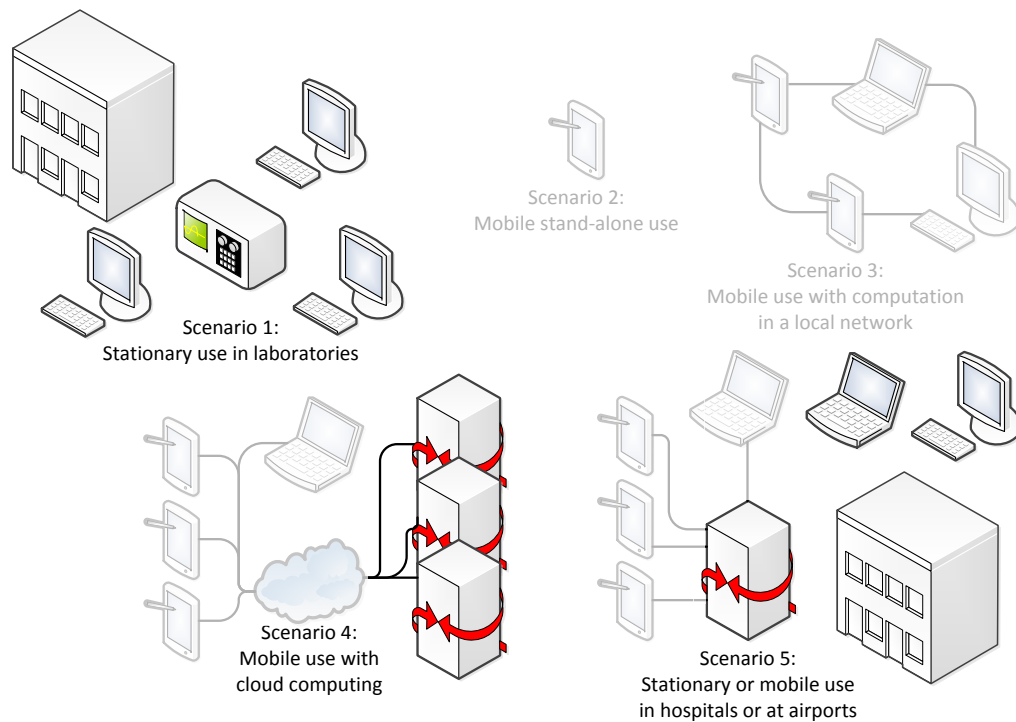 Scenario 1:
Stationary use in laboratories
Scenario 2:
Mobile stand-alone use
Scenario 3:
Mobile use with computation
in a local network
Scenario 4:
Mobile use with
cloud computing
Scenario 5:
Stationary or mobile use
in hospitals or at airports